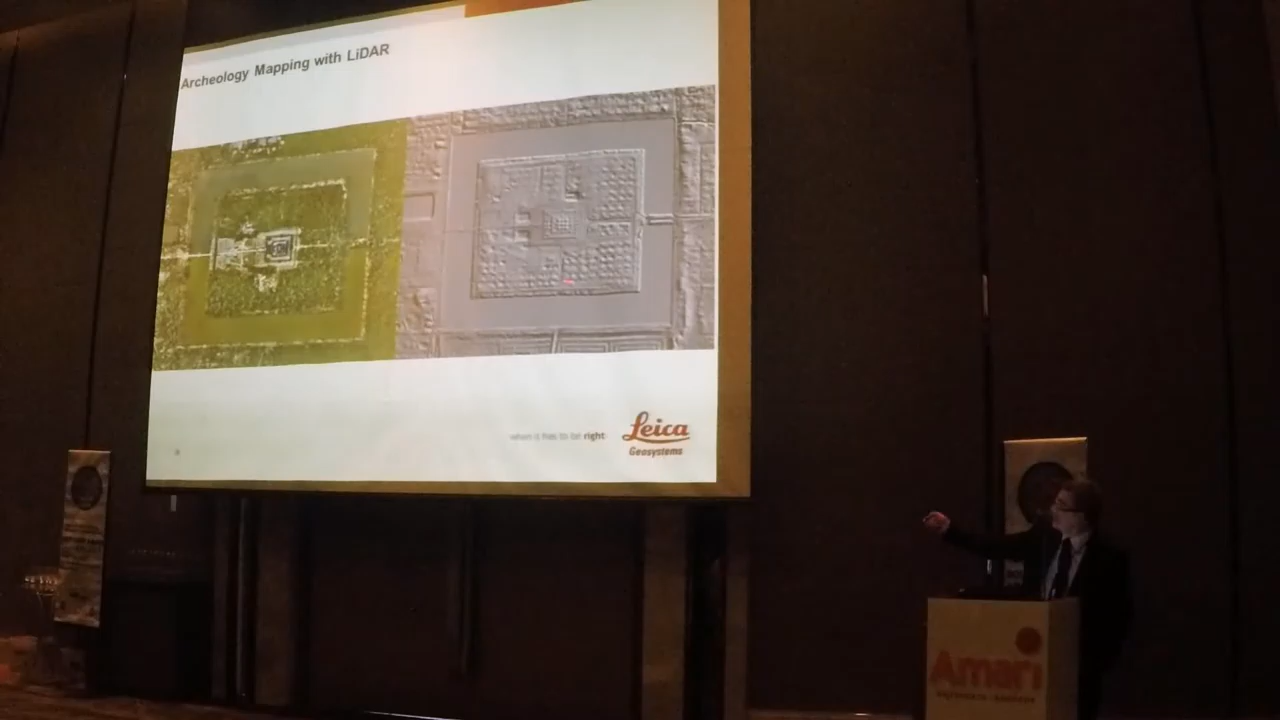 Archeology Mapping with LiDAR
when it has to be right
Leica
Geosystems
Amari